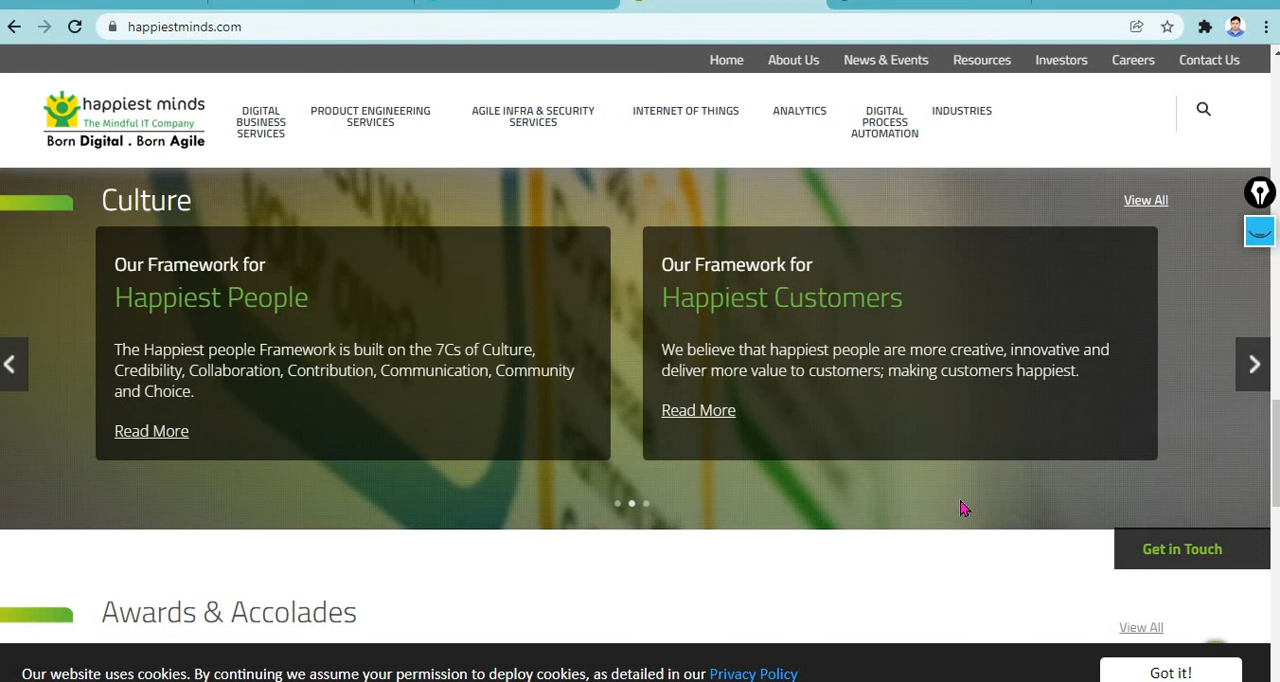 happiestminds.com
Home About Us News & Events Resources Investors Careers Contact Us
happiest minds
The Mindful IT Company
Born Digital . Born Agile
DIGITAL
BUSINESS
SERVICES
PRODUCT ENGINEERING
SERVICES
AGILE INFRA & SECURITY
SERVICES
INTERNET OF THINGS
ANALYTICS
DIGITAL
PROCESS
AUTOMATION
INDUSTRIES
Culture
View All
Our Framework for
Happiest People
The Happiest people Framework is built on the 7Cs of Culture,
Credibility, Collaboration, Contribution, Communication, Community
and Choice.
Read More
Our Framework for
Happiest Customers
We believe that happiest people are more creative, innovative and
deliver more value to customers; making customers happiest.
Read More
Get in Touch
Awards & Accolades
View All
Our website uses cookies. By continuing we assume your permission to deploy cookies, as detailed in our Privacy Policy
Got it!